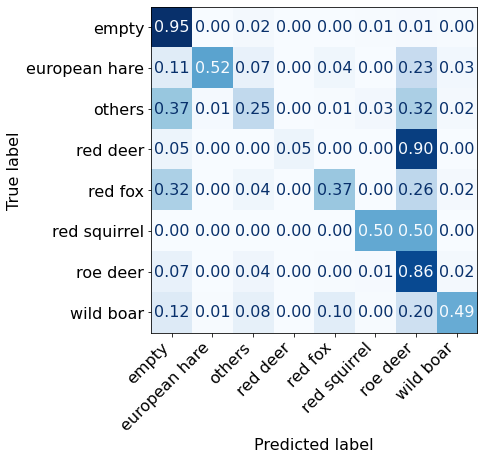 empty 0.95 0.00 0.02 0.00 0.00 0.01 0.01 0.00
european hare 0.11 0.52 0.07 0.00 0.04 0.00 0.23 0.03
others 0.37 0.01 0.25 0.00 0.01 0.03 0.32 0.02
red deer 0.05 0.00 0.00 0.05 0.00 0.00 0.90 0.00
red fox 0.32 0.00 0.04 0.00 0.37 0.00 0.26 0.02
red squirrel 0.00 0.00 0.00 0.00 0.00 0.50 0.50 0.00
roe deer 0.07 0.00 0.04 0.00 0.00 0.01 0.86 0.02
wild boar 0.12 0.01 0.08 0.00 0.10 0.00 0.20 0.49
True label
empty
european hare
others
red deer
red fox
red squirrel
roe deer
wild boar
Predicted label